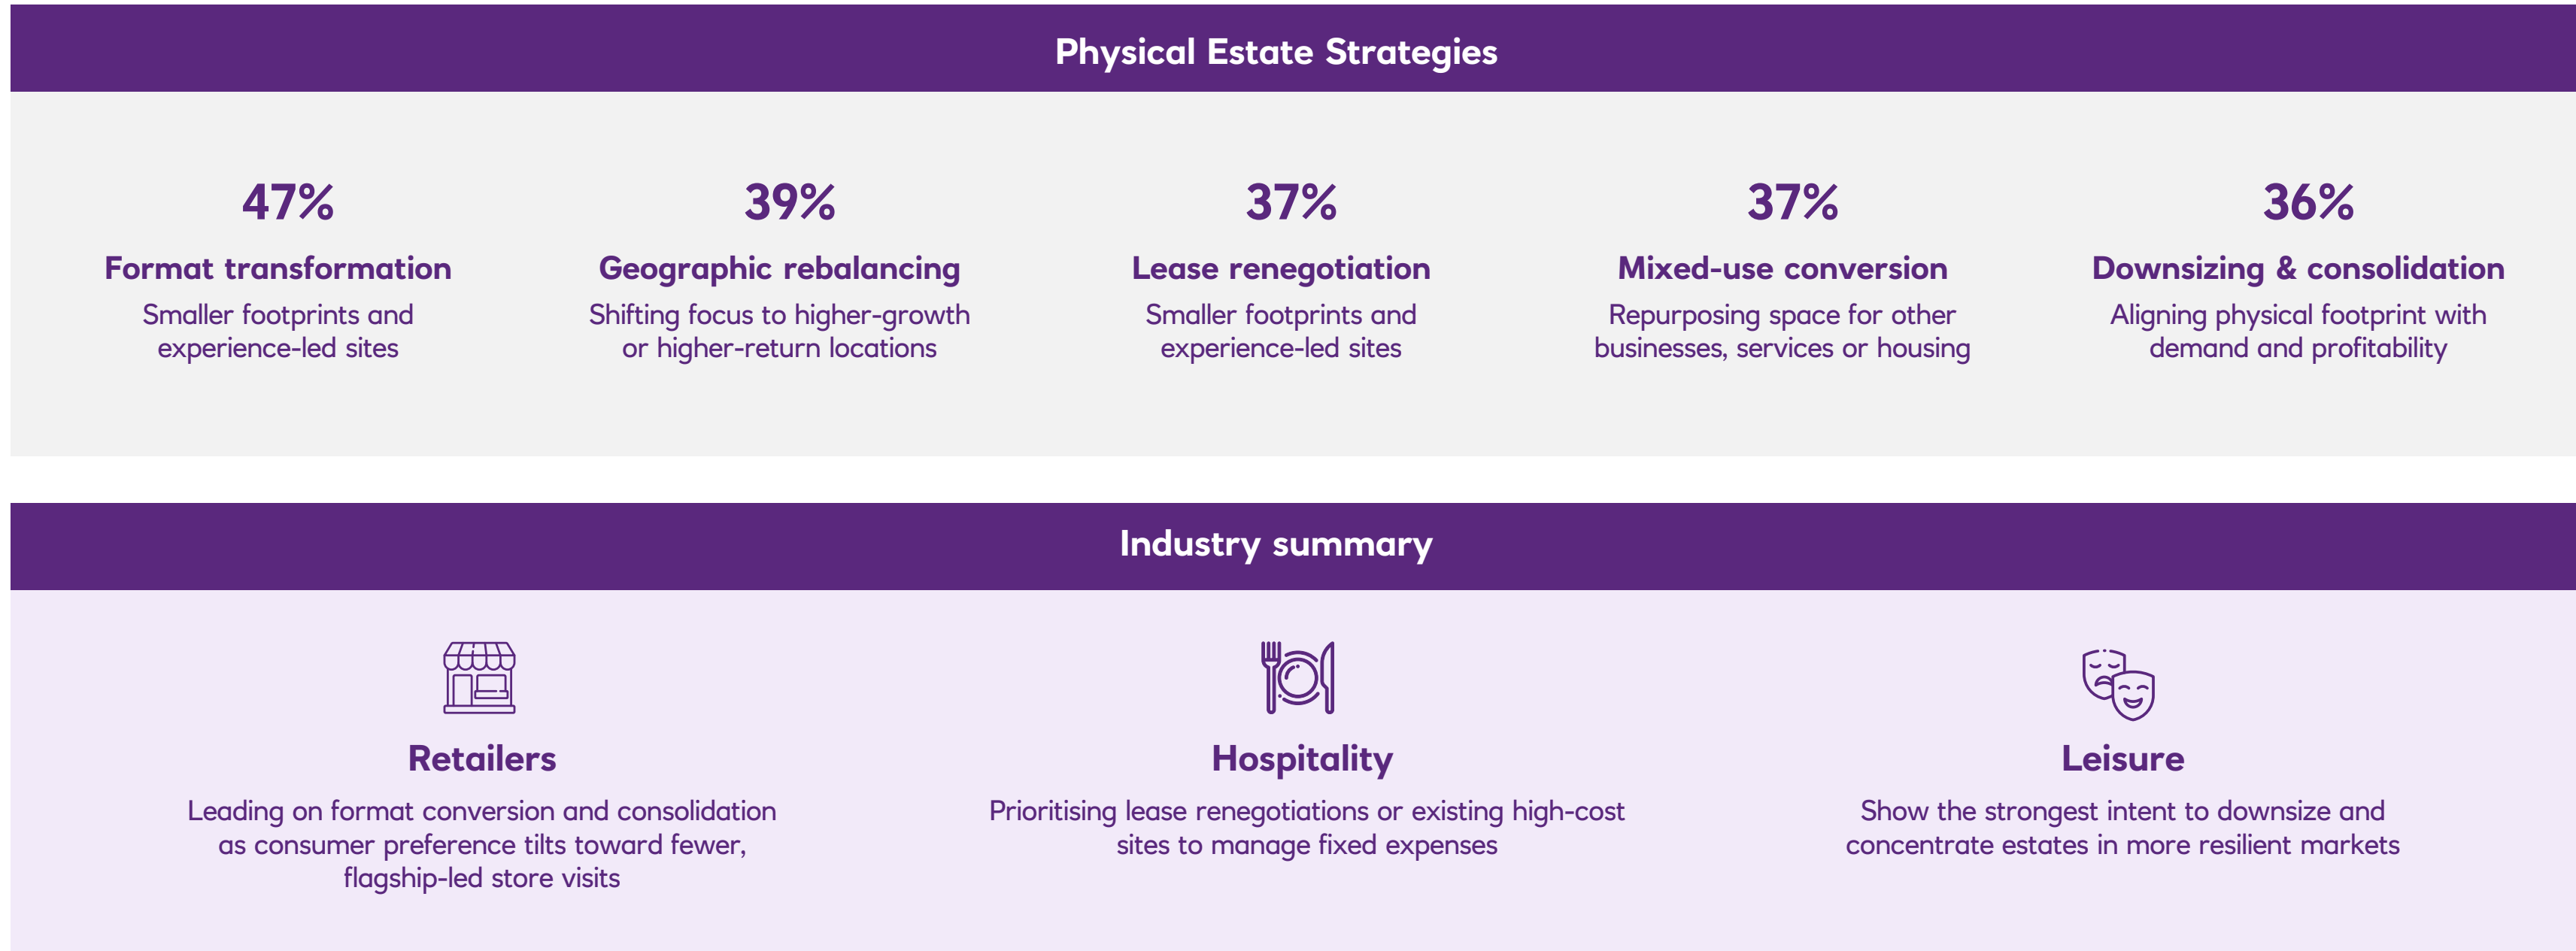 Physical Estate Strategies
47%
Format transformation
Smaller footprints and
experience-led sites
39%
Geographic rebalancing
Shifting focus to higher-growth
or higher-return locations
37%
Lease renegotiation
Smaller footprints and
experience-led sites
37%
Mixed-use conversion
Repurposing space for other
businesses, services or housing
36%
Downsizing & consolidation
Aligning physical footprint with
demand and profitability
Industry summary
Retailers
Leading on format conversion and consolidation
as consumer preference tilts toward fewer,
flagship-led store visits
Hospitality
Prioritising lease renegotiations or existing high-cost
sites to manage fixed expenses
Leisure
Show the strongest intent to downsize and
concentrate estates in more resilient markets